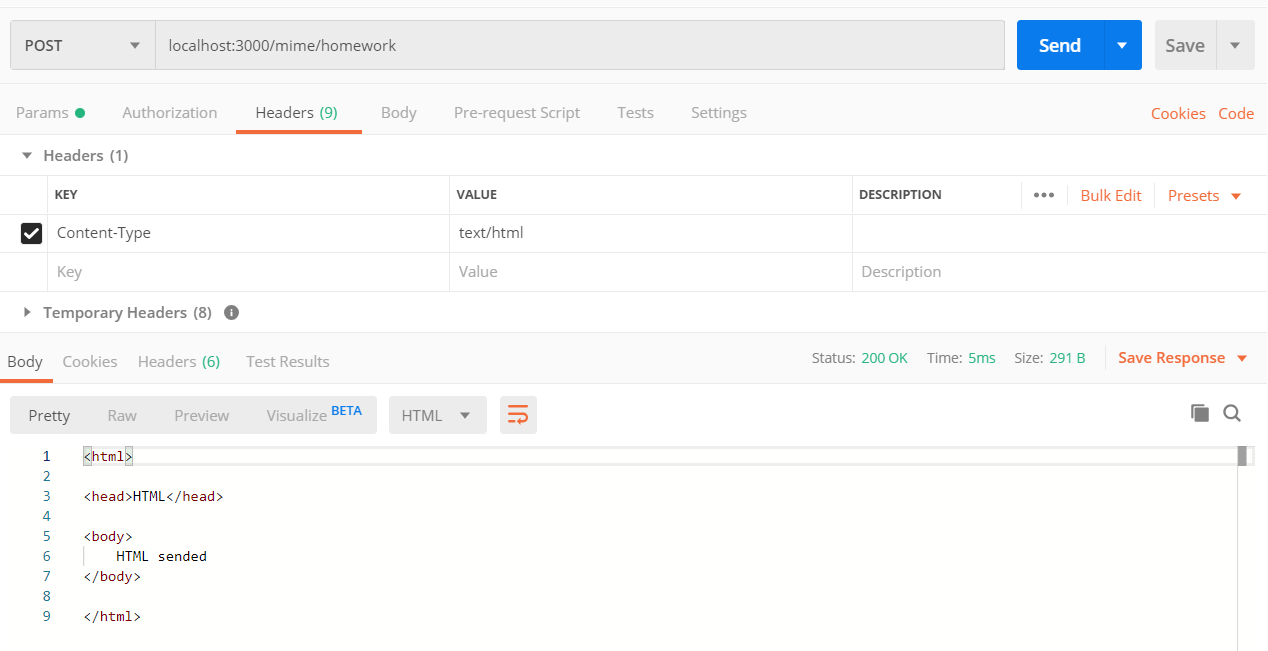 POST localhost:3000/mime/homework Send Save
Params Authorization Headers (9) Body Pre-request Script Tests Settings Cookies Code
Headers (1)
KEY VALUE DESCRIPTION ••• Bulk Edit Presets
Content-Type text/html
Key Value Description
Temporary Headers (8) i
Body Cookies Headers (6) Test Results Status: 200 OK Time: 5ms Size: 291 B Save Response
Pretty Raw Preview Visualize BETA HTML
1 <html>
2
3 <head>HTML</head>
4
5 <body>
6 HTML sended
7 </body>
8
9 </html>